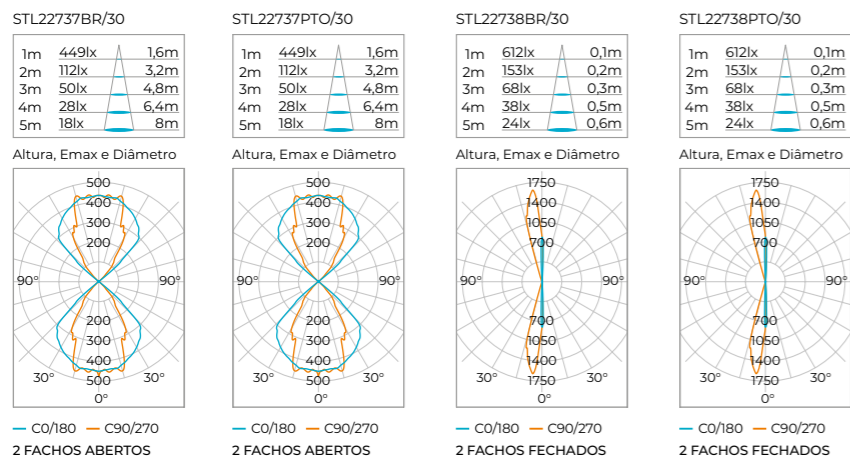 STL22737BR/30
1m 449lx 1,6m
2m 112lx 3,2m
3m 50lx 4,8m
4m 28lx 6,4m
5m 18lx 8m
Altura, Emax e Diâmetro
500
400
300
200
90° 90°
200
300
400
500
30° 30°
0°
C0/180 C90/270
2 FACHOS ABERTOS
STL22737PTO/30
1m 449lx 1,6m
2m 112lx 3,2m
3m 50lx 4,8m
4m 28lx 6,4m
5m 18lx 8m
Altura, Emax e Diâmetro
500
400
300
200
90° 90°
200
300
400
500
30° 30°
0°
C0/180 C90/270
2 FACHOS ABERTOS
STL22738BR/30
1m 612lx 0,1m
2m 153lx 0,2m
3m 68lx 0,3m
4m 38lx 0,5m
5m 24lx 0,6m
Altura, Emax e Diâmetro
1750
1400
1050
700
90° 90°
700
1050
1400
1750
30° 30°
0°
C0/180 C90/270
2 FACHOS FECHADOS
STL22738PTO/30
1m 612lx 0,1m
2m 153lx 0,2m
3m 68lx 0,3m
4m 38lx 0,5m
5m 24lx 0,6m
Altura, Emax e Diâmetro
1750
1400
1050
700
90° 90°
700
1050
1400
1750
30° 30°
0°
C0/180 C90/270
2 FACHOS FECHADOS